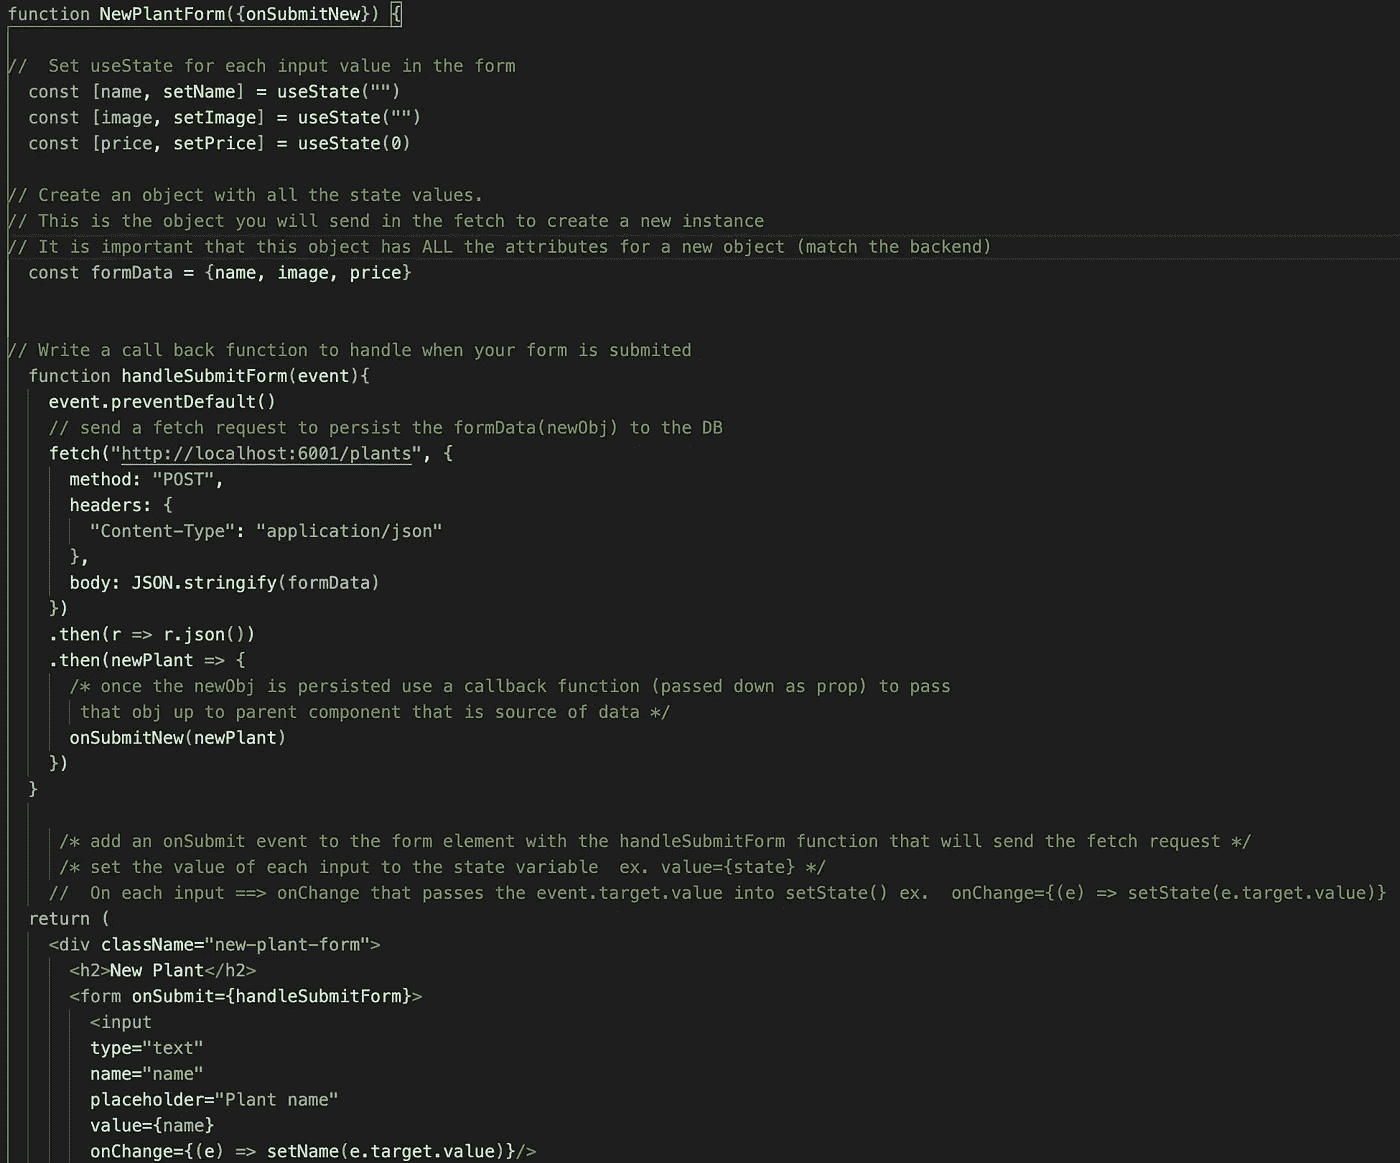 function NewPlantForm({onSubmitNew}) {
//  Set useState for each input value in the form
const [name, setName] = useState("")
const [image, setImage] = useState("")
const [price, setPrice] = useState(0)
// Create an object with all the state values.
// This is the object you will send in the fetch to create a new instance
// It is important that this object has ALL the attributes for a new object (match the backend)
const formData = {name, image, price}
// Write a call back function to handle when your form is submited
function handleSubmitForm(event){
event.preventDefault()
// send a fetch request to persist the formData(newObj) to the DB
fetch("http://localhost:6001/plants", {
method: "POST",
headers: {
"Content-Type": "application/json"
},
body: JSON.stringify(formData)
})
.then(r => r.json())
.then(newPlant => {
/* once the newObj is persisted use a callback function (passed down as prop) to pass
that obj up to parent component that is source of data */
onSubmitNew(newPlant)
})
}
/* add an onSubmit event to the form element with the handleSubmitForm function that will send the fetch request */
/* set the value of each input to the state variable  ex. value={state} */
//  On each input ==> onChange that passes the event.target.value into setState() ex.  onChange={(e) => setState(e.target.value)}
return (
<div className="new-plant-form">
<h2>New Plant</h2>
<form onSubmit={handleSubmitForm}>
<input
type="text"
name="name"
placeholder="Plant name"
value={name}
onChange={(e) => setName(e.target.value)}/>